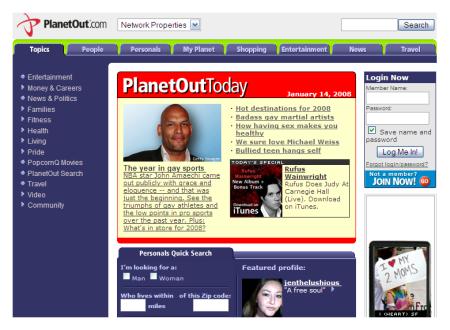 PlanetOut.com
Network Properties
Search
Topics
People
Personals
My Planet
Shopping
Entertainment
News
Travel
Entertainment
Money & Careers
News & Politics
Families
Fitness
Health
Living
Pride
PopcornQ Movies
PlanetOut Search
Travel
Video
Community
PlanetOutToday
January 14, 2008
Getty Images
The year in gay sports
NBA star John Amaechi came
out publicly with grace and
eloquence -- and that was
just the beginning. See the
triumphs of gay athletes and
the low points in pro sports
over the past year. Plus:
What's in store for 2008?
Hot destinations for 2008
Badass gay martial artists
How having sex makes you
healthy
We sure love Michael Weiss
Bullied teen hangs self
TODAY'S SPECIAL
Rufus
Wainwright
New Album +
Bonus Track
Download on
iTunes
Rufus
Wainwright
Rufus Does Judy At
Carnegie Hall
(Live). Download
on iTunes.
Login Now
Member Name:
Password:
Save name and
password
Log Me In!
Forgot login/password?
Not a member?
JOIN NOW! GO
Personals Quick Search
I'm looking for a:
Man Woman
Who lives within of this Zip code:
miles
Featured profile:
jenthelushious
"A free soul"
I MY
2 MOMS
I (HEART) SF